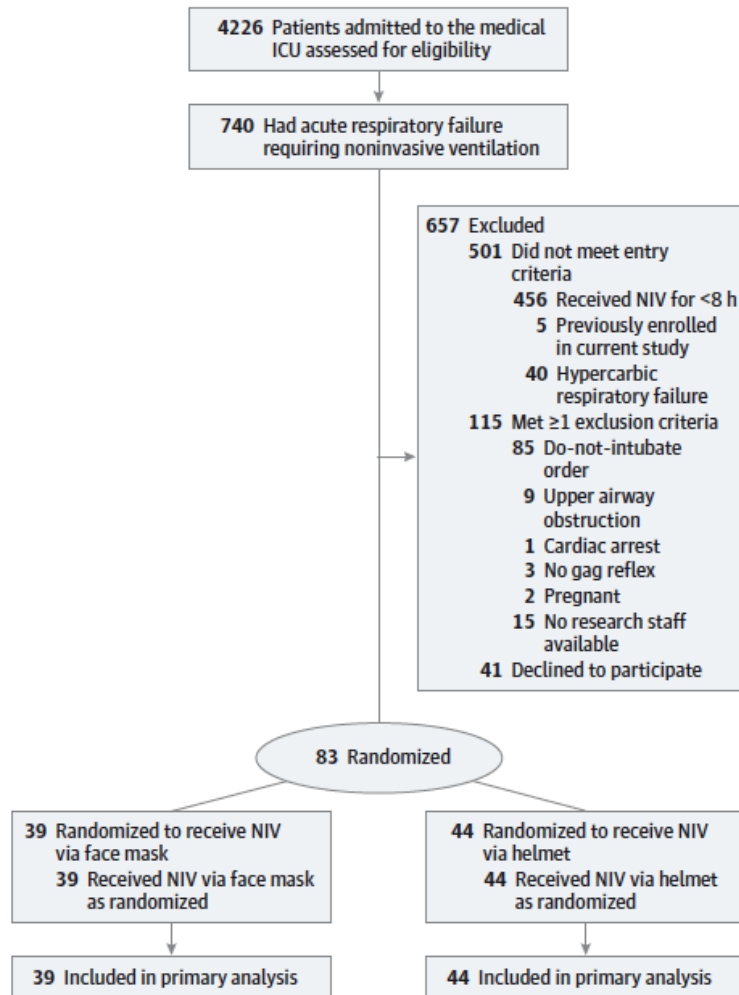 4226 Patients admitted to the medical
ICU assessed for eligibility
740 Had acute respiratory failure
requiring noninvasive ventilation
657 Excluded
501 Did not meet entry
criteria
456 Received NIV for <8 h
5 Previously enrolled
in current study
40 Hypercarbic
respiratory failure
115 Met ≥1 exclusion criteria
85 Do-not-intubate
order
9 Upper airway
obstruction
1 Cardiac arrest
3 No gag reflex
2 Pregnant
15 No research staff
available
41 Declined to participate
83 Randomized
39 Randomized to receive NIV
via face mask
39 Received NIV via face mask
as randomized
44 Randomized to receive NIV
via helmet
44 Received NIV via helmet
as randomized
39 Included in primary analysis
44 Included in primary analysis